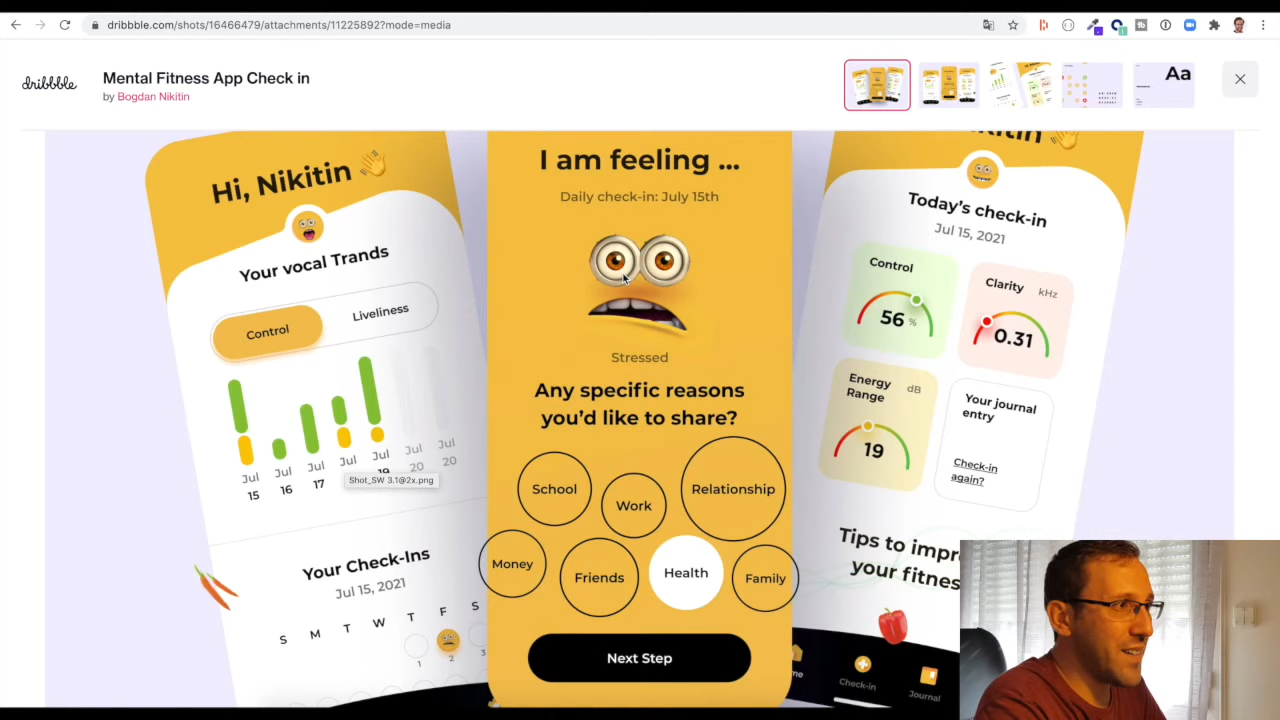 dribbble.com/shots/16466479/attachments/11225892?mode=media
dribbble
Mental Fitness App Check in
by Bogdan Nikitin
Aa
Hi, Nikitin
Your vocal Trands
Control
Liveliness
Jul 15
Jul 16
Jul 17
Jul
Jul 19
Jul 20
Jul 20
Shot_SW 3.1@2x.png
Your Check-Ins
Jul 15, 2021
S M T W T F S
1 2 3
I am feeling ...
Daily check-in: July 15th
Stressed
Any specific reasons
you’d like to share?
School
Work
Relationship
Money
Friends
Health
Family
Next Step
Today’s check-in
Jul 15, 2021
Control
56 %
Clarity kHz
0.31
Energy dB
Range
19
Your journal
entry
Check-in
again?
Tips to impr
your fitnes
Check-in
Journal